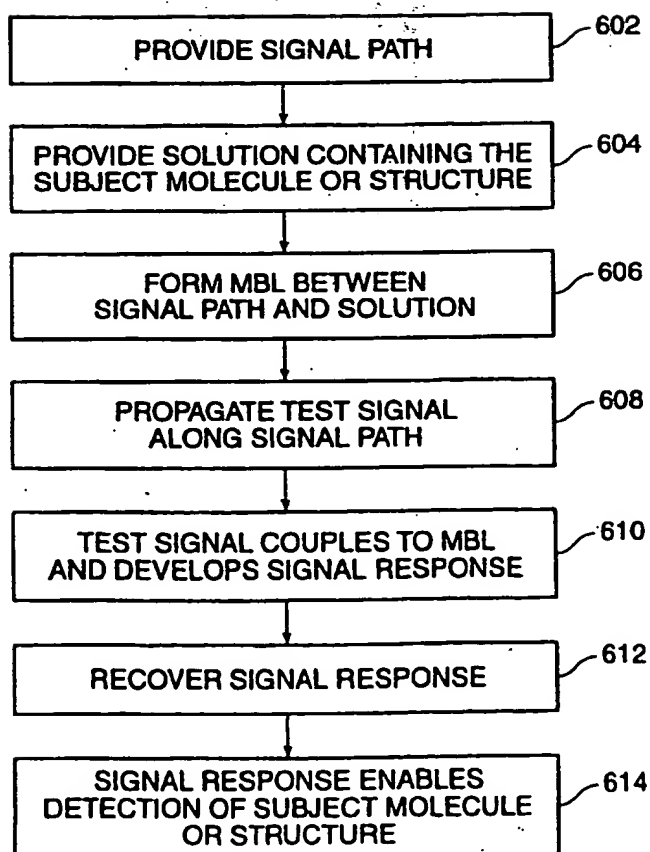 602
PROVIDE SIGNAL PATH
604
PROVIDE SOLUTION CONTAINING THE
SUBJECT MOLECULE OR STRUCTURE
606
FORM MBL BETWEEN
SIGNAL PATH AND SOLUTION
608
PROPAGATE TEST SIGNAL
ALONG SIGNAL PATH
610
TEST SIGNAL COUPLES TO MBL
AND DEVELOPS SIGNAL RESPONSE
612
RECOVER SIGNAL RESPONSE
614
SIGNAL RESPONSE ENABLES
DETECTION OF SUBJECT MOLECULE
OR STRUCTURE